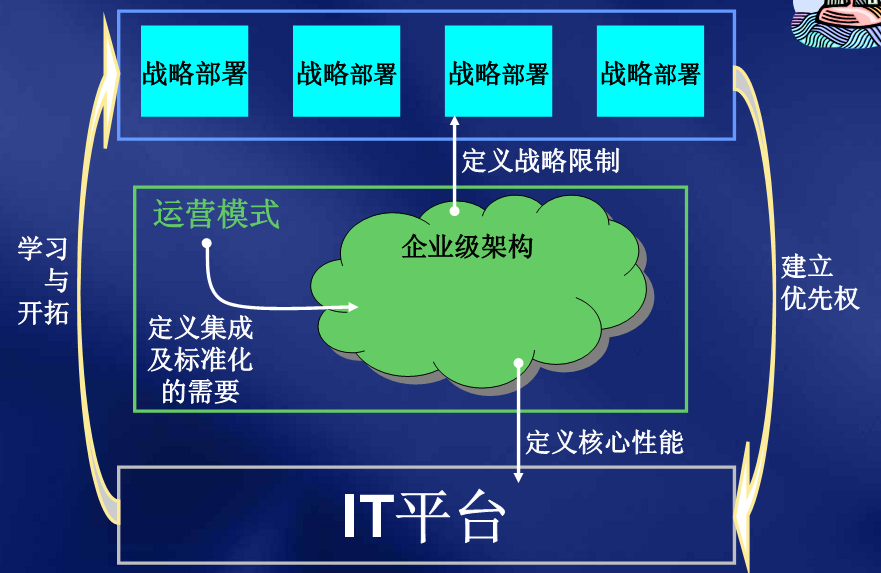 战略部署
战略部署
战略部署
战略部署
定义战略限制
运营模式
企业级架构
学习
与
开拓
建立
优先权
定义集成
及标准化
的需要
定义核心性能
IT平台